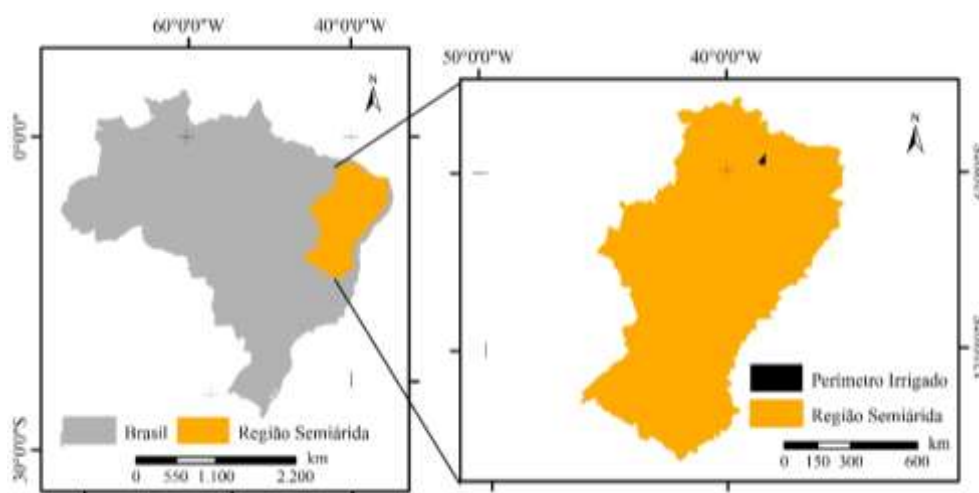 60°0'0"W
40°0'0"W
50°0'0"W
40°0'0"W
N
N
0°0'0"
30°0'0"S
Brasil
Região Semiárida
km
0 550 1.100 2.200
Perímetro Irrigado
Região Semiárida
km
0 150 300 600